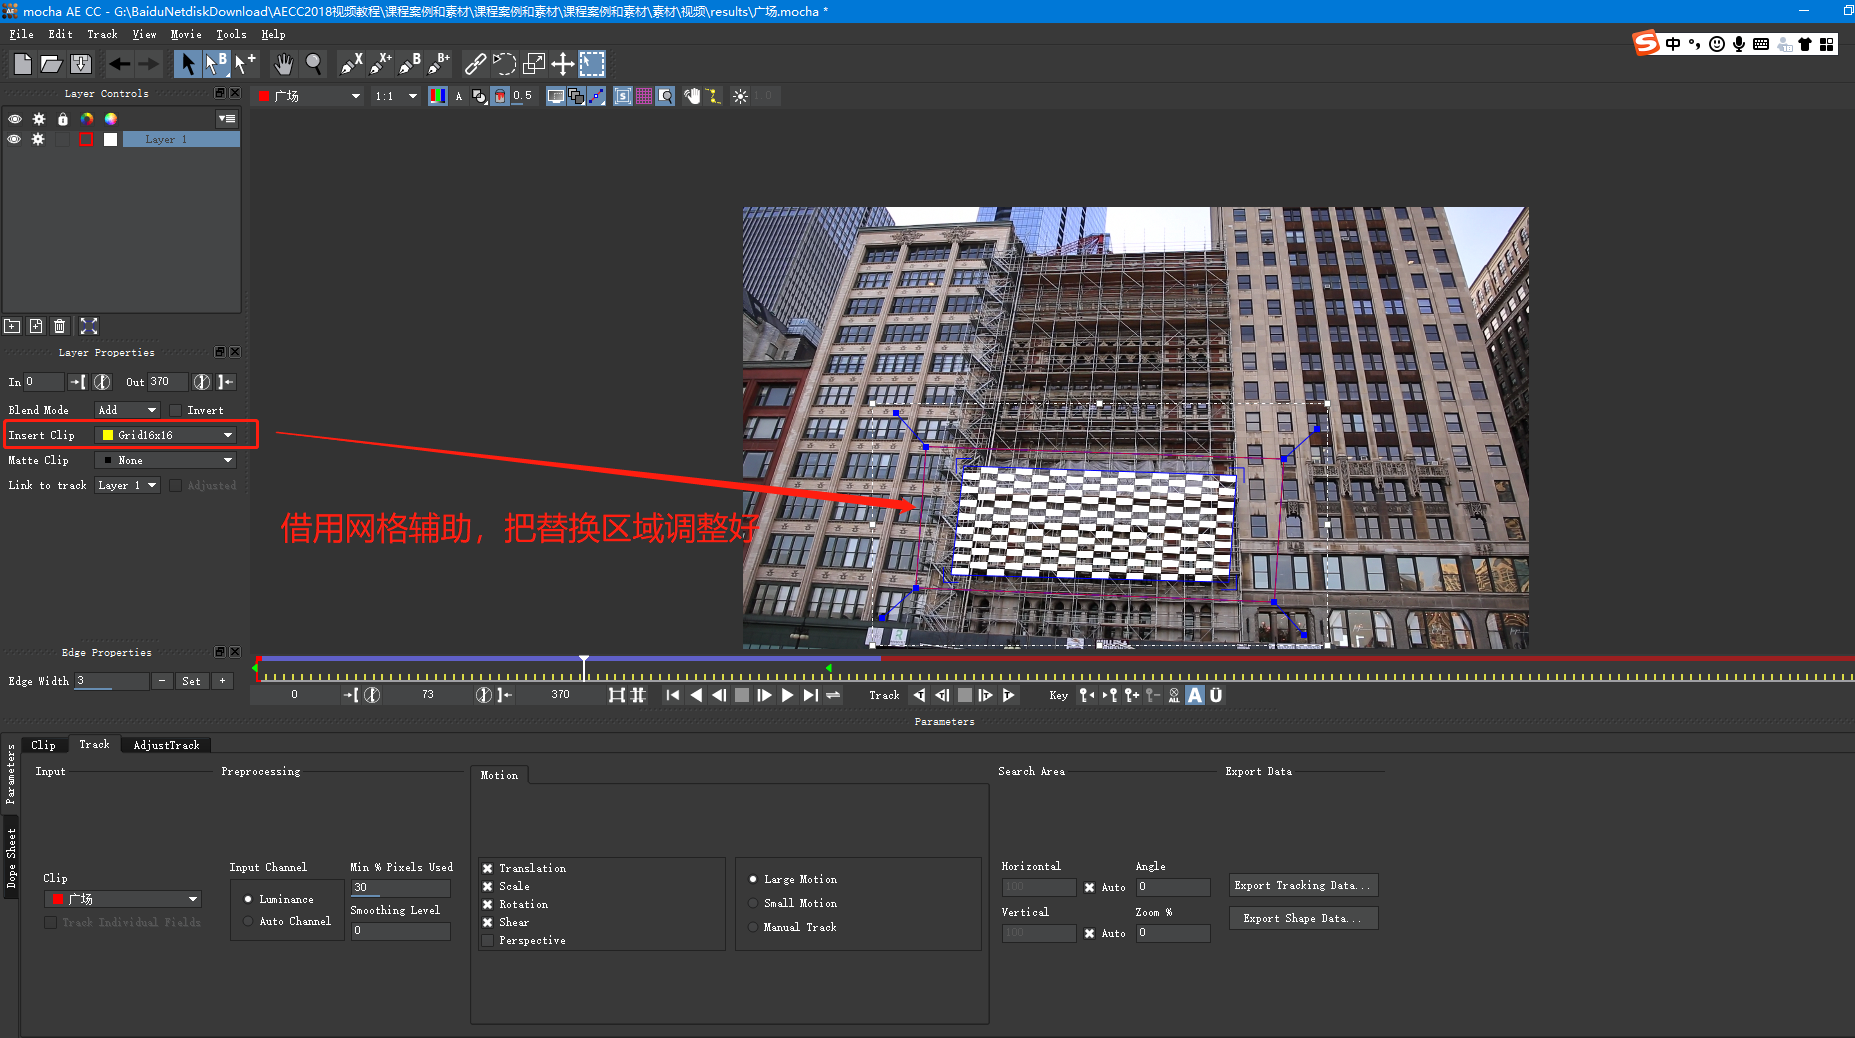 mocha AE CC - G:\BaiduNetdiskDownload\AECC2018视频教程\课程案例和素材\课程案例和素材\课程案例和素材\素材\视频\results\广场.mocha *
File Edit Track View Movie Tools Help
中
X X+ B B+
Layer Controls
广场 1:1 A 0.5 1.0
Layer 1
Layer Properties
In 0 Out 370
Blend Mode Add Invert
Insert Clip Grid16x16
Matte Clip None
Link to track Layer 1 Adjusted
借用网格辅助，把替换区域调整好
Edge Properties
Edge Width 3 - Set +
0 73 370 Track Key ALL A Ü
Parameters
Parameters
Dope Sheet
Clip Track AdjustTrack
Input Preprocessing Motion Search Area Export Data
Clip
广场
Track Individual Fields
Input Channel
Luminance
Auto Channel
Min % Pixels Used
30
Smoothing Level
0
Translation
Scale
Rotation
Shear
Perspective
Large Motion
Small Motion
Manual Track
Horizontal Angle
100 Auto 0
Vertical Zoom %
100 Auto 0
Export Tracking Data...
Export Shape Data...